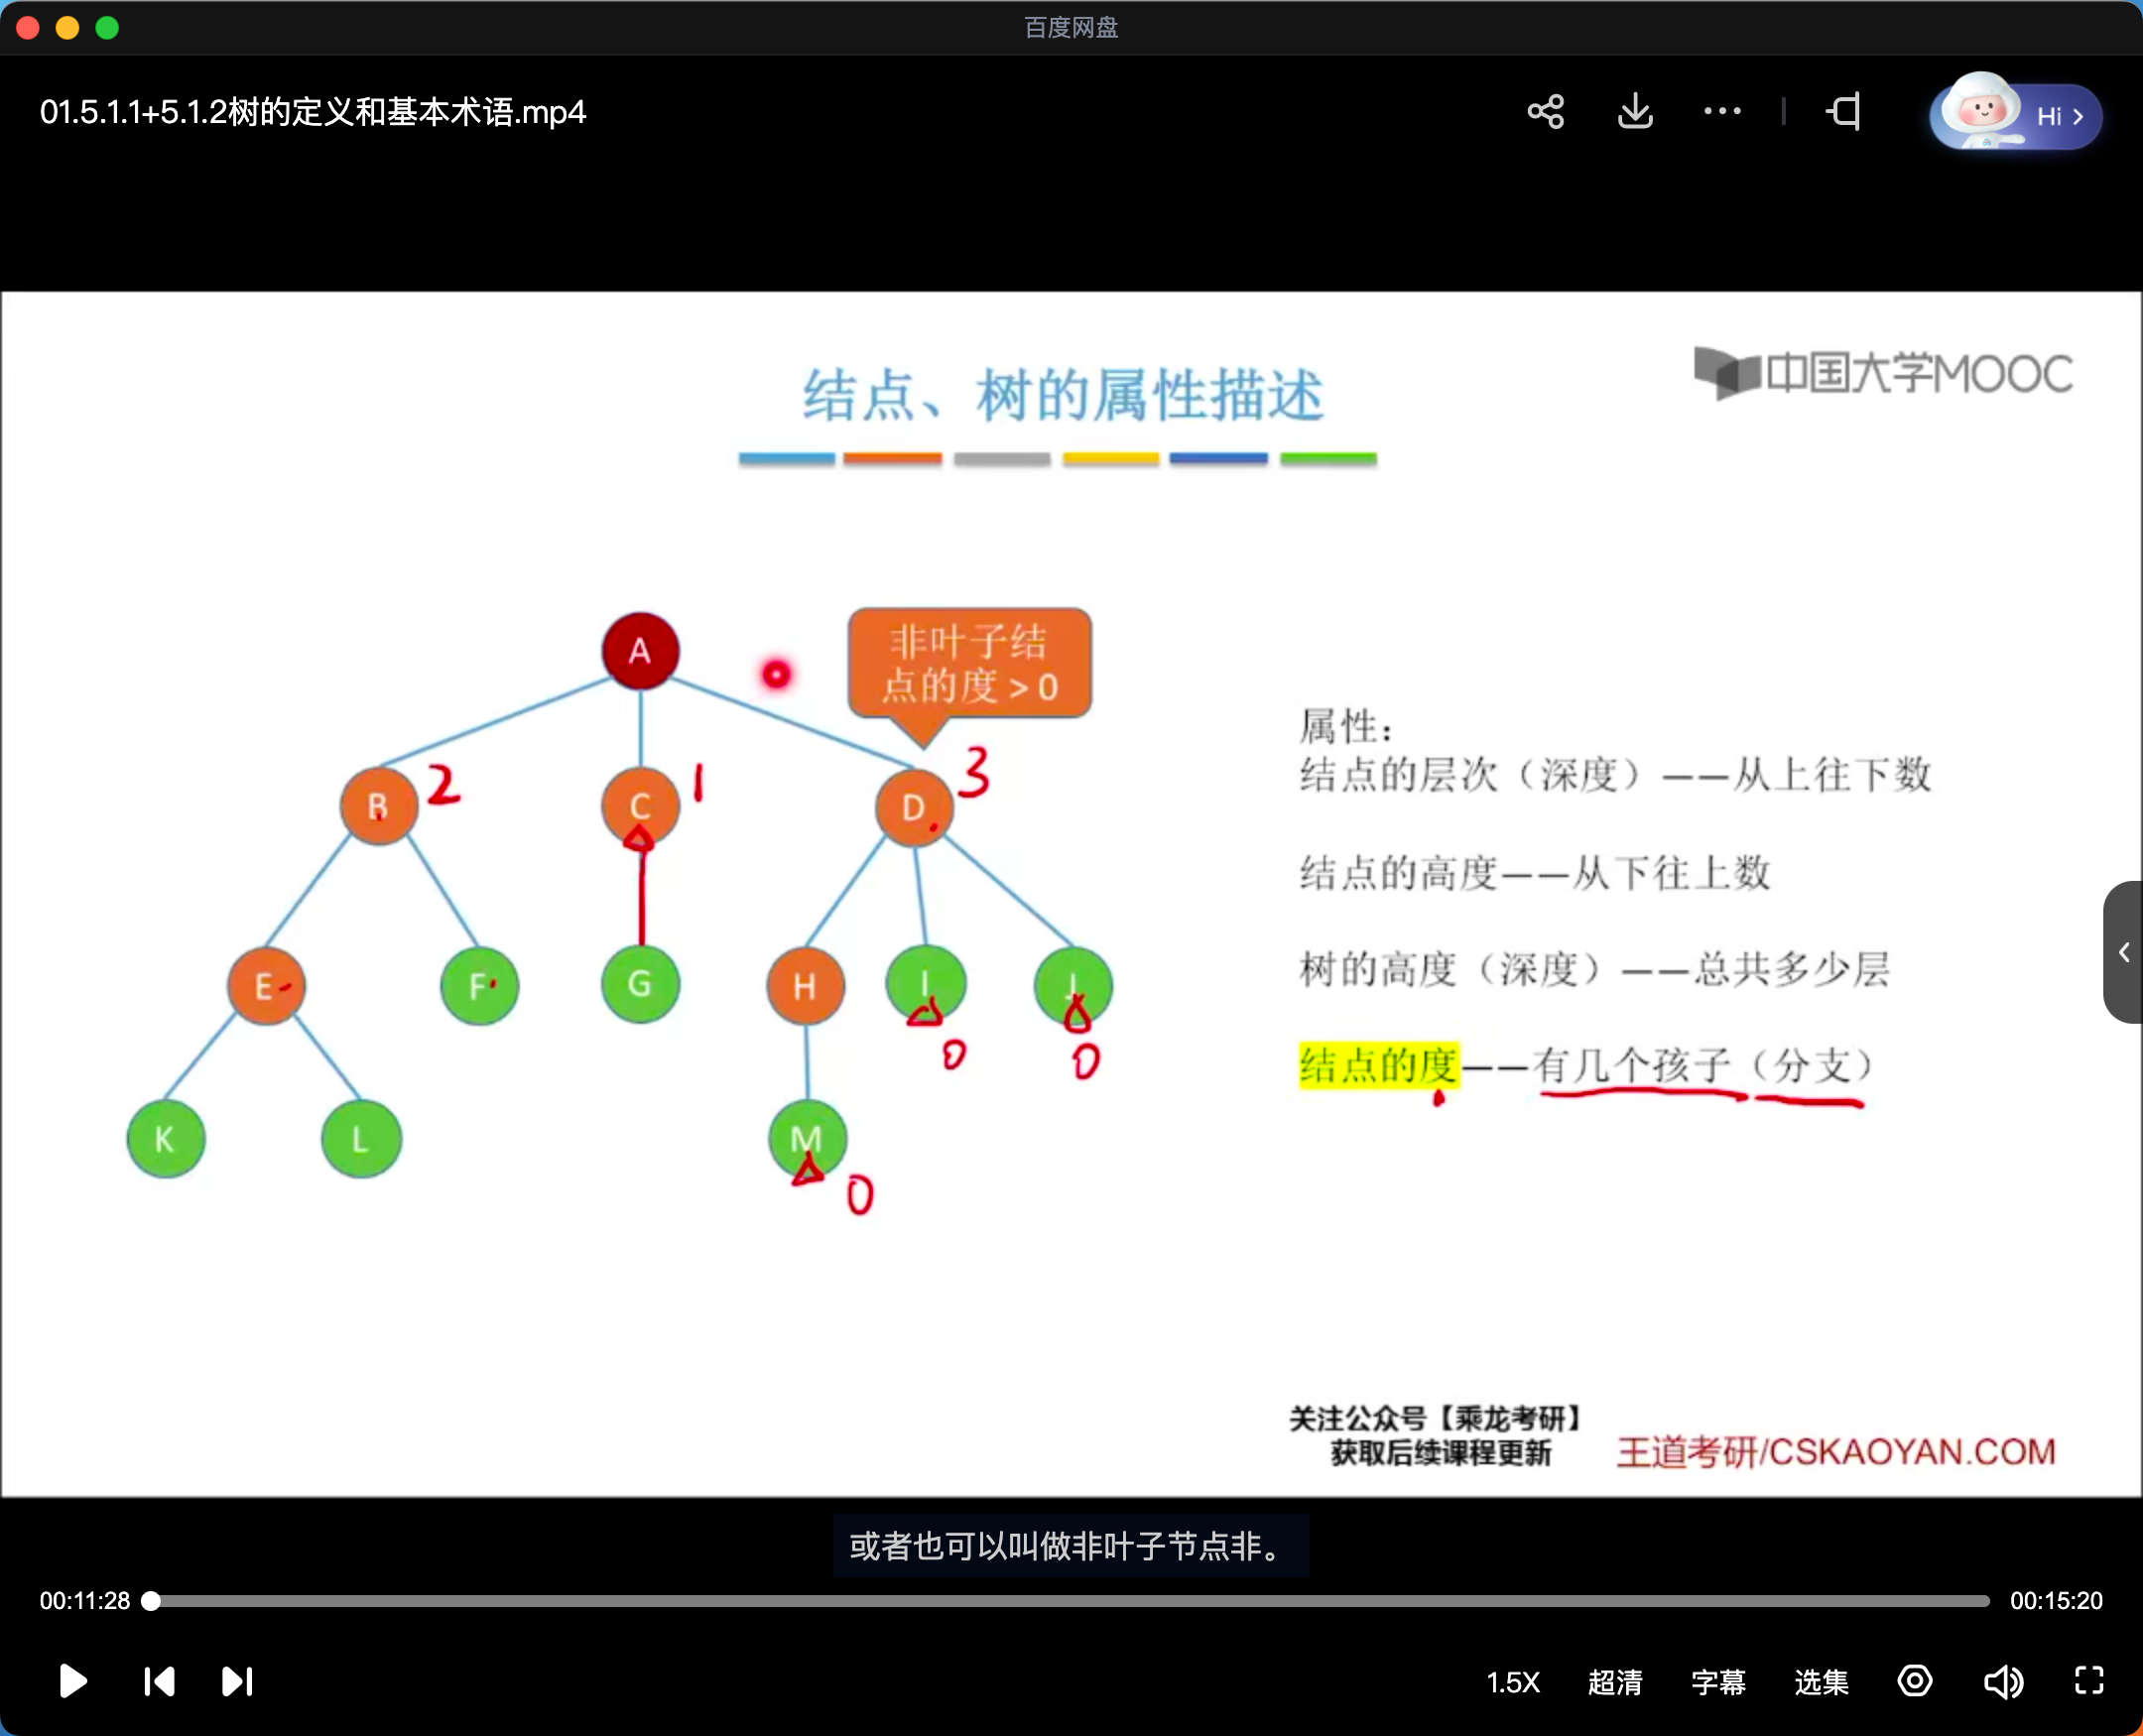 百度网盘
01.5.1.1+5.1.2树的定义和基本术语.mp4
Hi
结点、树的属性描述
中国大学MOOC
A
非叶子结
点的度 > 0
B
2
C
1
D
3
E
F
G
H
I
J
0
0
K
L
M
0
属性：
结点的层次（深度）——从上往下数
结点的高度——从下往上数
树的高度（深度）——总共多少层
结点的度——有几个孩子（分支）
关注公众号【乘龙考研】
获取后续课程更新
王道考研/CSKAOYAN.COM
或者也可以叫做非叶子节点非。
00:11:28
00:15:20
1.5X
超清
字幕
选集